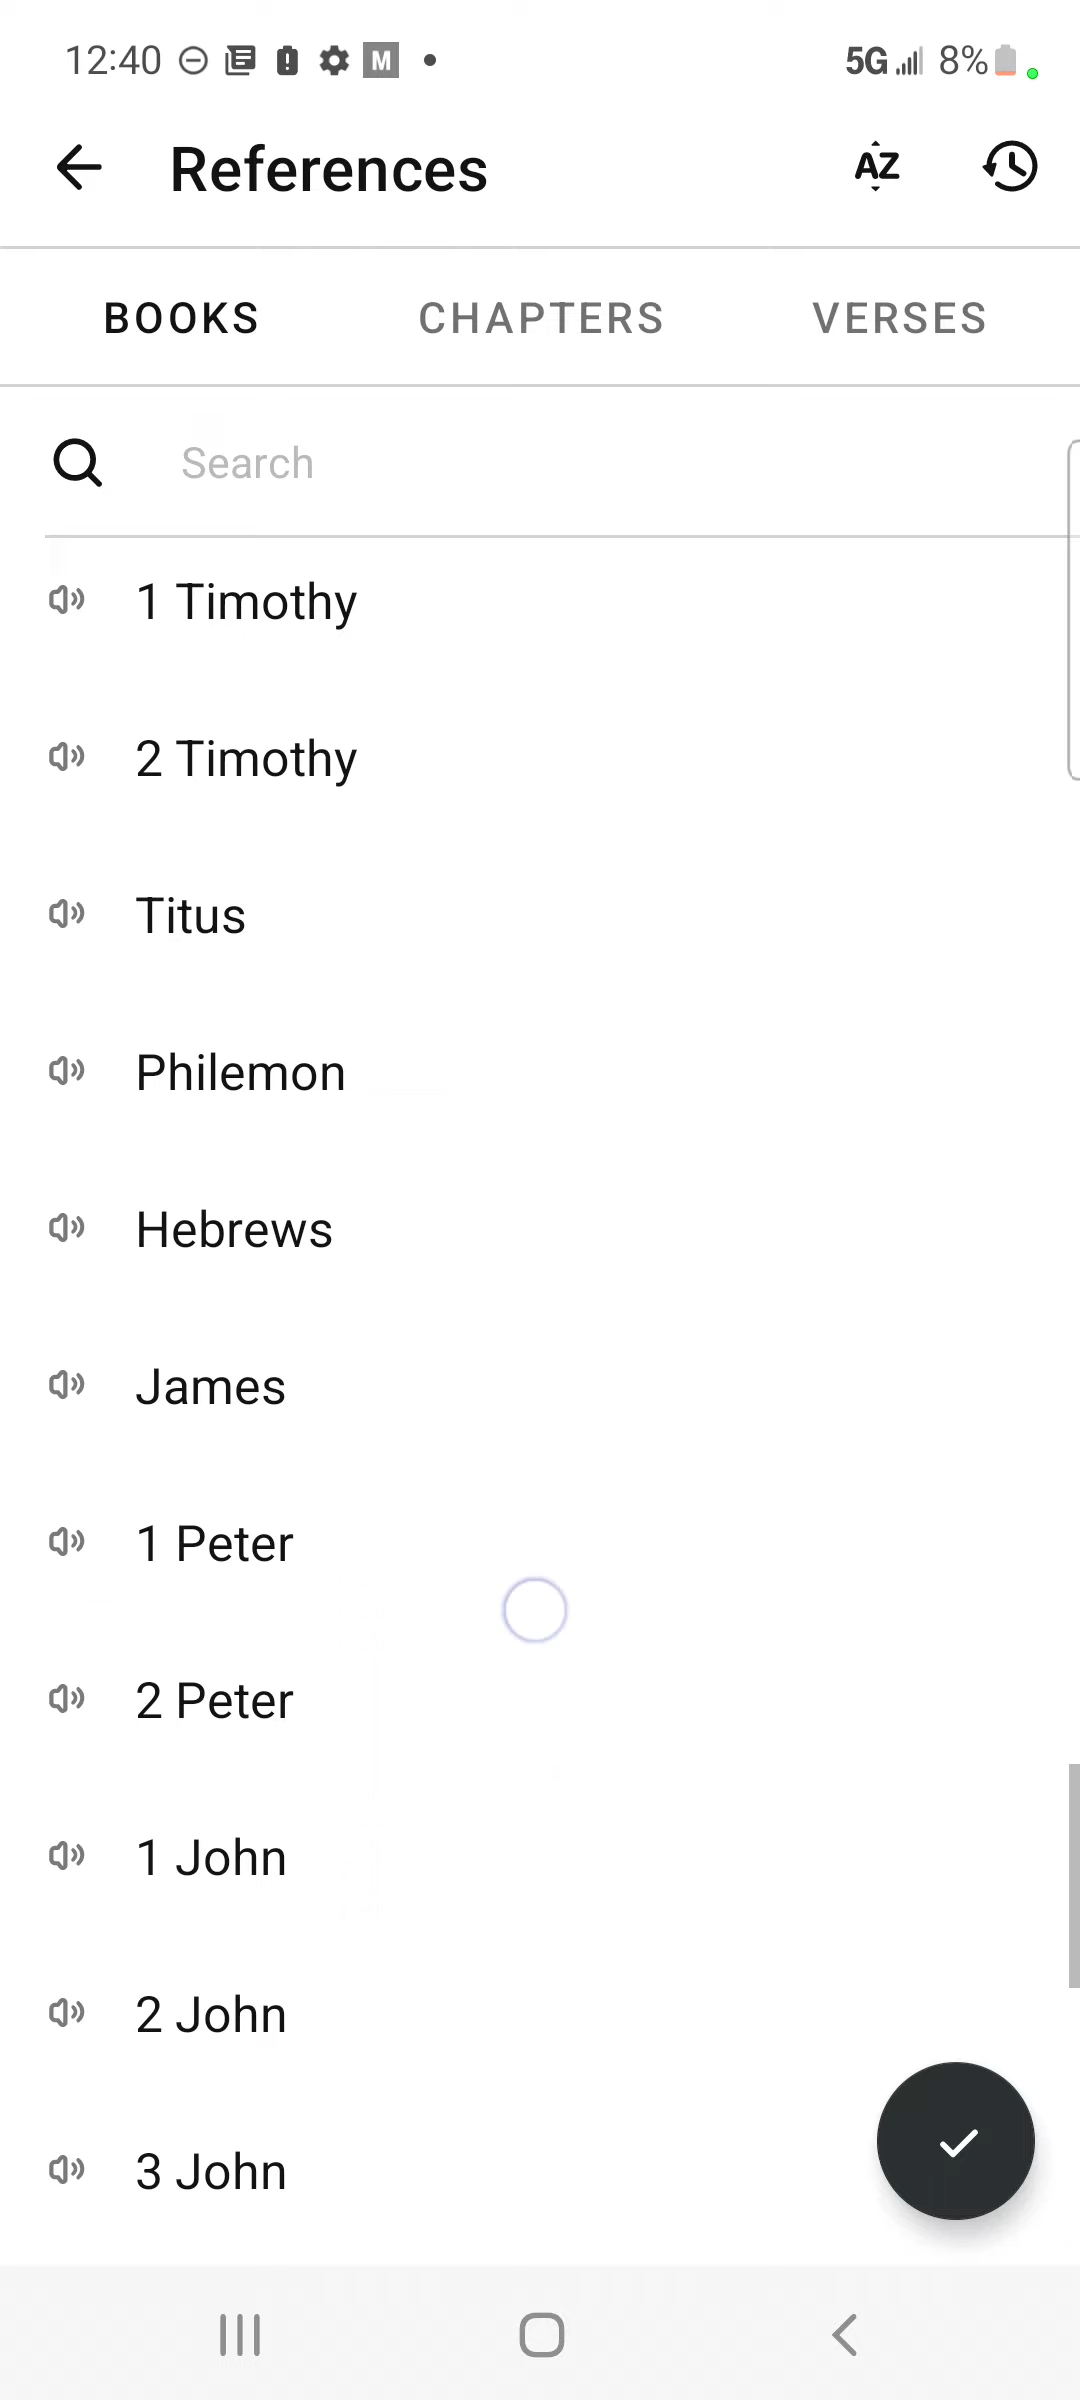 12:40 M 5G 8%
References AZ
BOOKS CHAPTERS VERSES
Search
1 Timothy
2 Timothy
Titus
Philemon
Hebrews
James
1 Peter
2 Peter
1 John
2 John
3 John